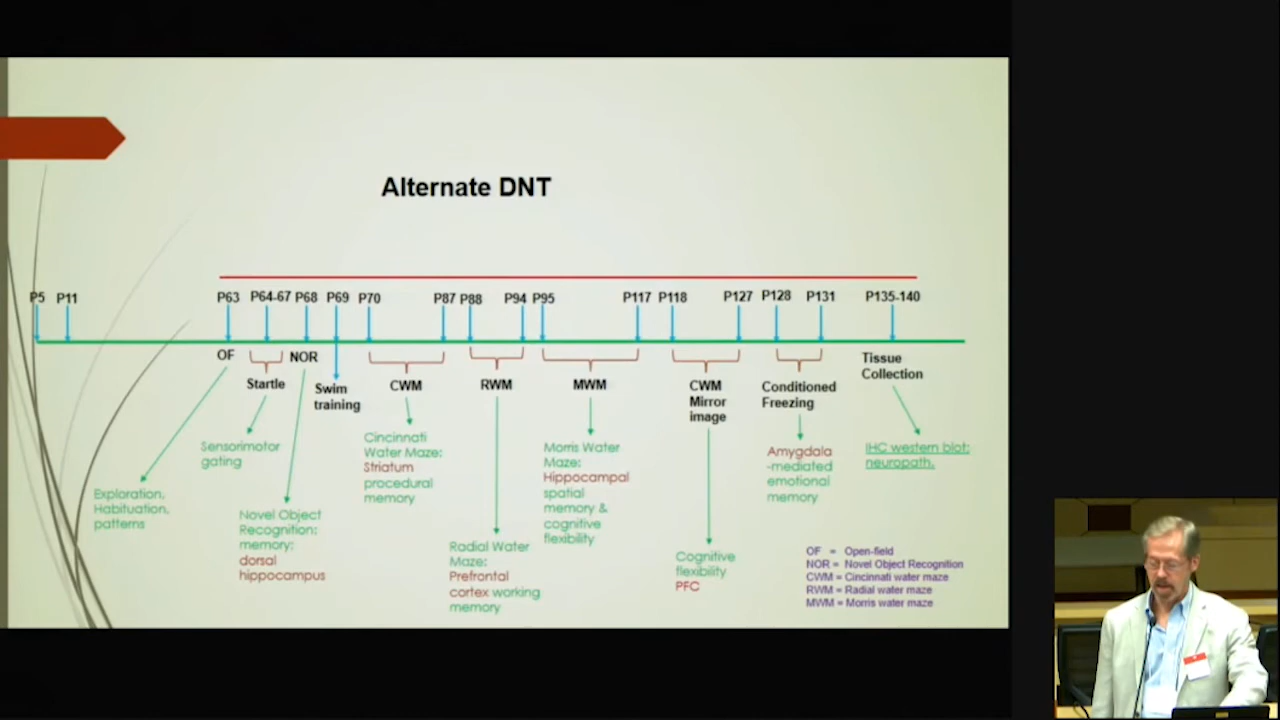 Alternate DNT
P5 P11 P63 P64-67 P68 P69 P70 P87 P88 P94 P95 P117 P118 P127 P128 P131 P135-140
OF
Startle
NOR
Swim
training
CWM
RWM
MWM
CWM
Mirror
image
Conditioned
Freezing
Tissue
Collection
Exploration,
Habituation,
patterns
Sensorimotor
gating
Novel Object
Recognition:
memory:
dorsal
hippocampus
Cincinnati
Water Maze:
Striatum
procedural
memory
Radial Water
Maze:
Prefrontal
cortex working
memory
Morris Water
Maze:
Hippocampal
spatial
memory &
cognitive
flexibility
Cognitive
flexibility
PFC
Amygdala
-mediated
emotional
memory
IHC western blot;
neuropath.
OF = Open-field
NOR = Novel Object Recognition
CWM = Cincinnati water maze
RWM = Radial water maze
MWM = Morris water maze